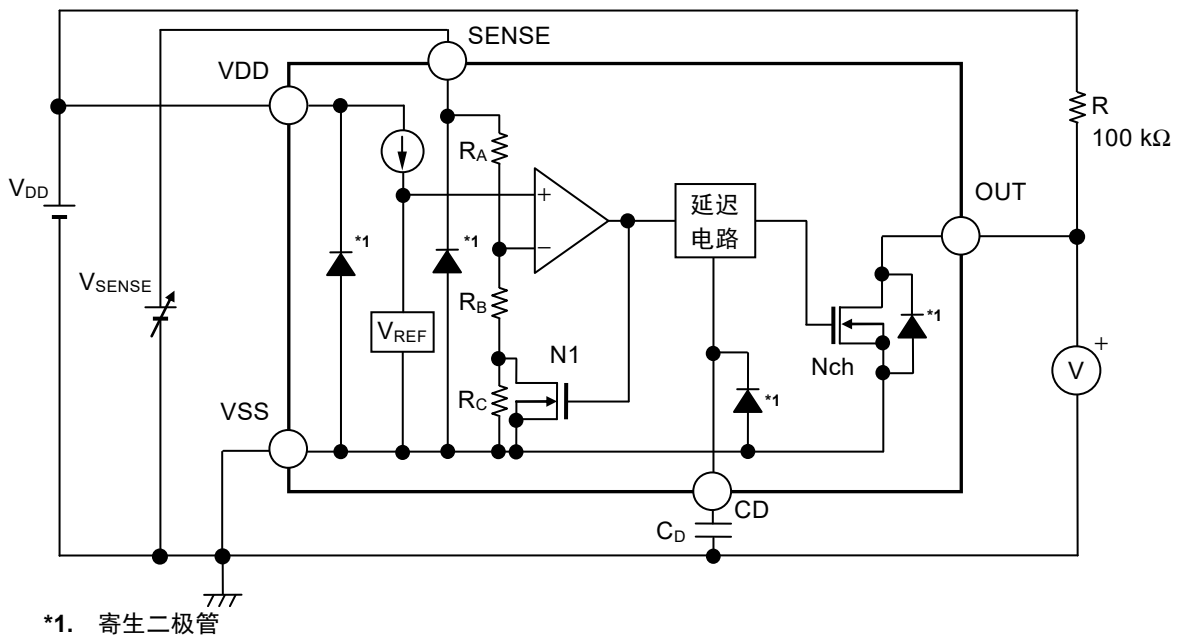 SENSE
VDD
R
100 kΩ
RA
VDD
+
延迟
电路
OUT
*1
*1
−
VSENSE
RB
*1
VREF
N1
Nch
+
V
VSS
RC
*1
CD
CD
*1. 寄生二极管